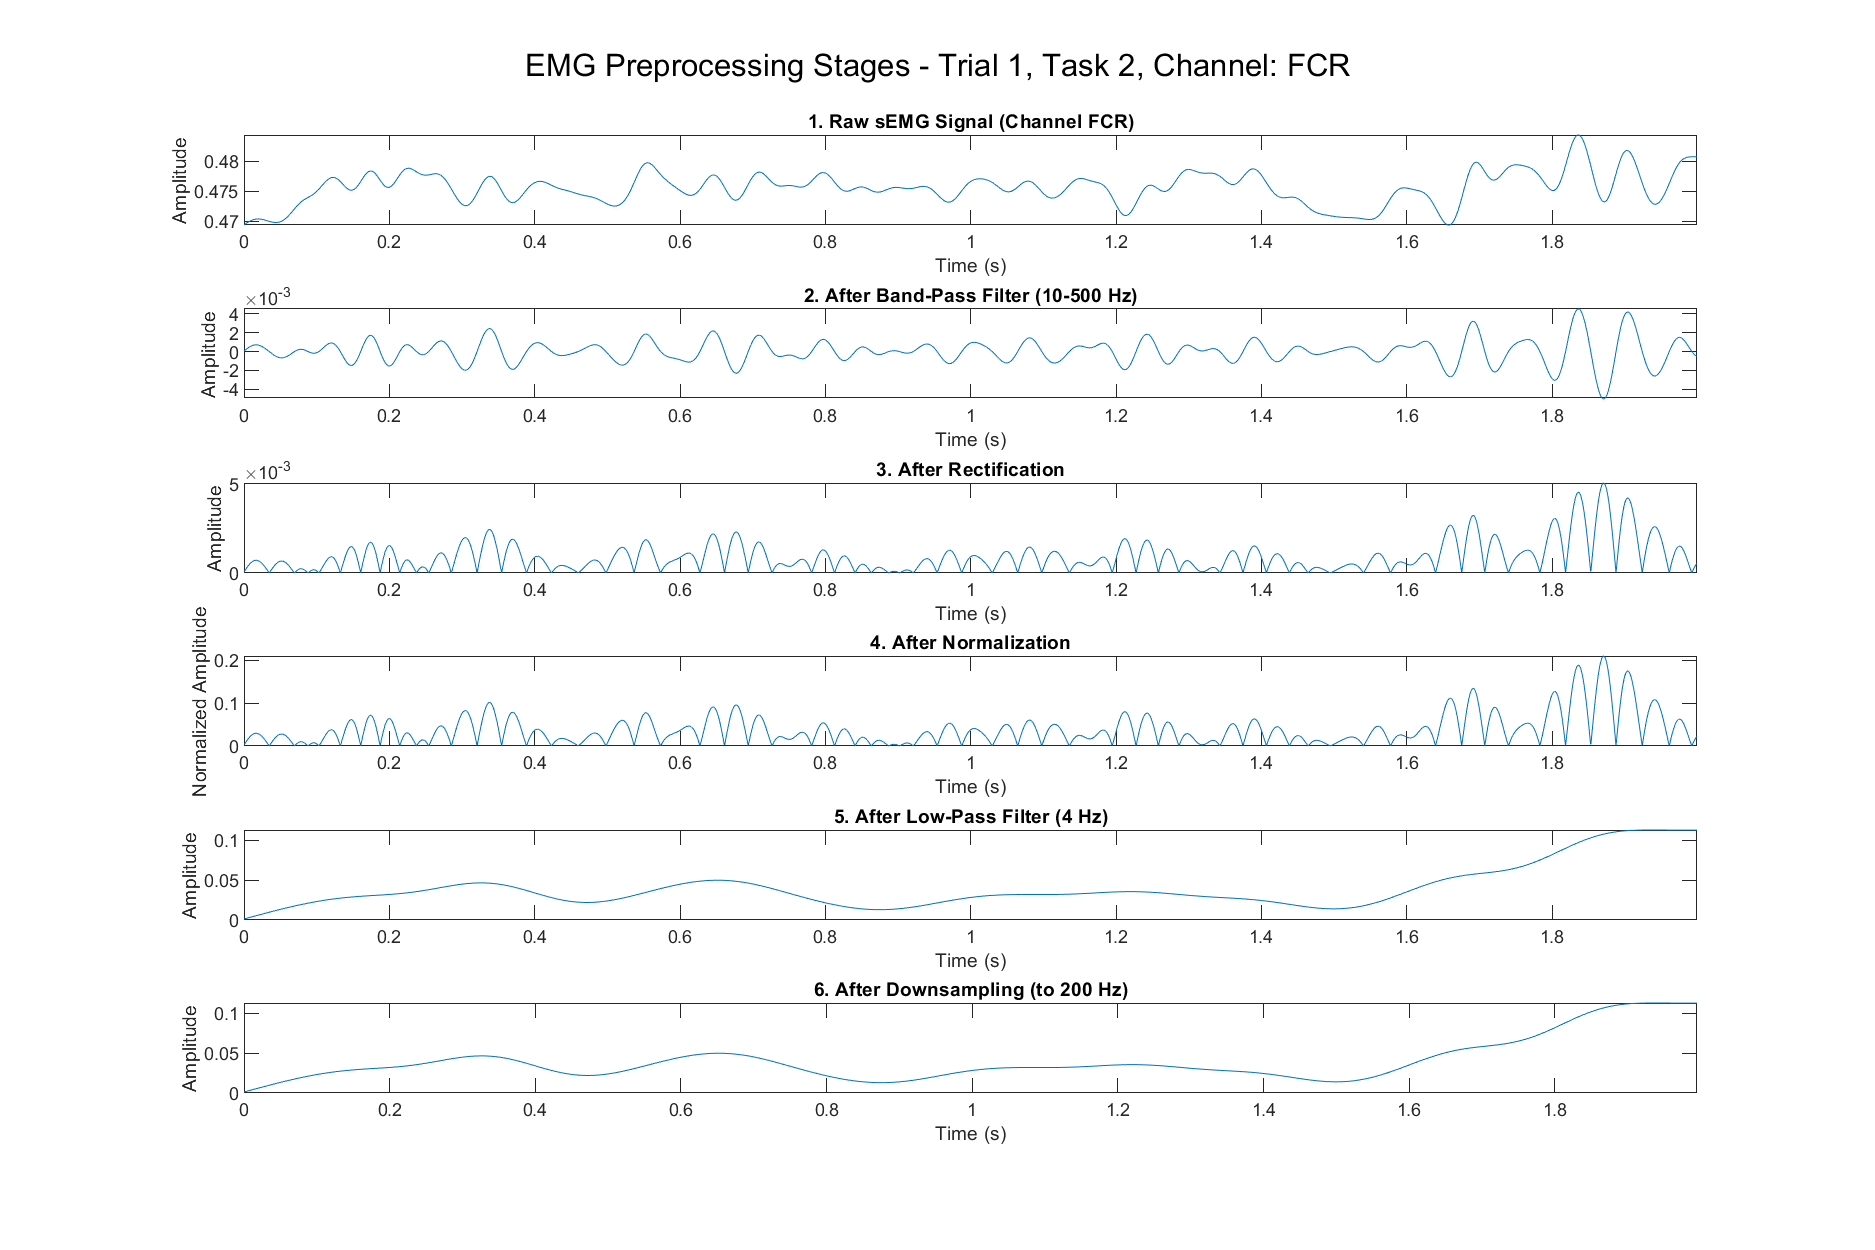 EMG Preprocessing Stages - Trial 1, Task 2, Channel: FCR
1. Raw sEMG Signal (Channel FCR)
Amplitude
0.48
0.475
0.47
0 0.2 0.4 0.6 0.8 1 1.2 1.4 1.6 1.8
Time (s)
×10-3
2. After Band-Pass Filter (10-500 Hz)
Amplitude
4
2
0
-2
-4
0 0.2 0.4 0.6 0.8 1 1.2 1.4 1.6 1.8
Time (s)
×10-3
3. After Rectification
Amplitude
5
0
0 0.2 0.4 0.6 0.8 1 1.2 1.4 1.6 1.8
Time (s)
4. After Normalization
Normalized Amplitude
0.2
0.1
0
0 0.2 0.4 0.6 0.8 1 1.2 1.4 1.6 1.8
Time (s)
5. After Low-Pass Filter (4 Hz)
Amplitude
0.1
0.05
0
0 0.2 0.4 0.6 0.8 1 1.2 1.4 1.6 1.8
Time (s)
6. After Downsampling (to 200 Hz)
Amplitude
0.1
0.05
0
0 0.2 0.4 0.6 0.8 1 1.2 1.4 1.6 1.8
Time (s)